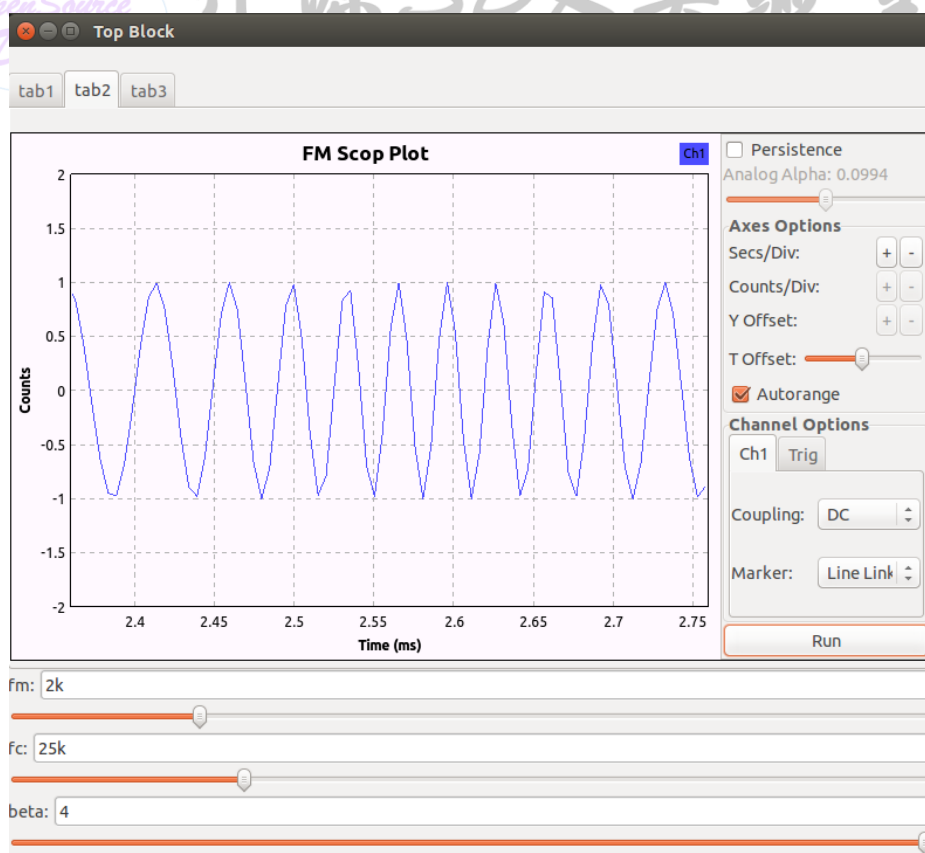 Top Block
tab1 tab2 tab3
FM Scop Plot
Ch1
2
1.5
1
0.5
0
-0.5
-1
-1.5
-2
Counts
2.4 2.45 2.5 2.55 2.6 2.65 2.7 2.75
Time (ms)
Persistence
Analog Alpha: 0.0994
Axes Options
Secs/Div: + -
Counts/Div: + -
Y Offset: + -
T Offset:
Autorange
Channel Options
Ch1 Trig
Coupling: DC
Marker: Line Link
Run
fm: 2k
fc: 25k
beta: 4